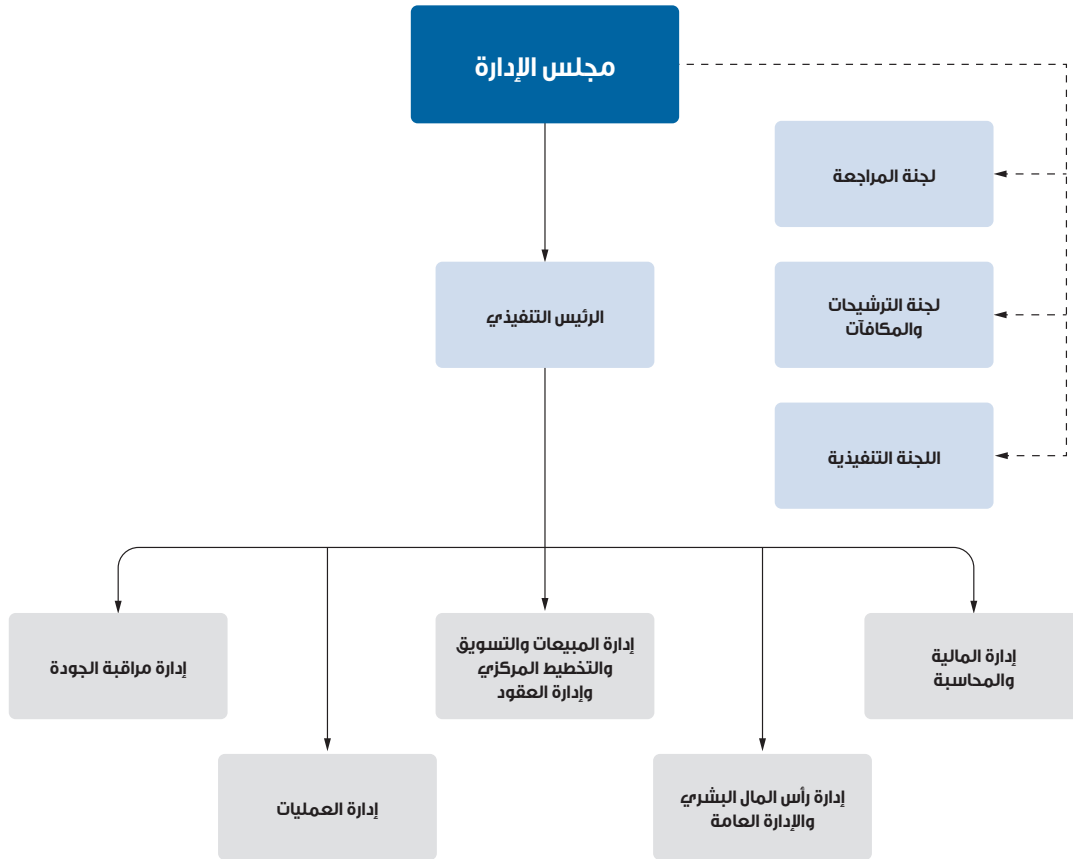 مجلس الإدارة
لجنة المراجعة
لجنة الترشيحات
والمكافآت
الرئيس التنفيذي
اللجنة التنفيذية
إدارة المالية
والمحاسبة
إدارة المبيعات والتسويق
والتخطيط المركزي
وإدارة العقود
إدارة مراقبة الجودة
إدارة رأس المال البشري
والإدارة العامة
إدارة العمليات